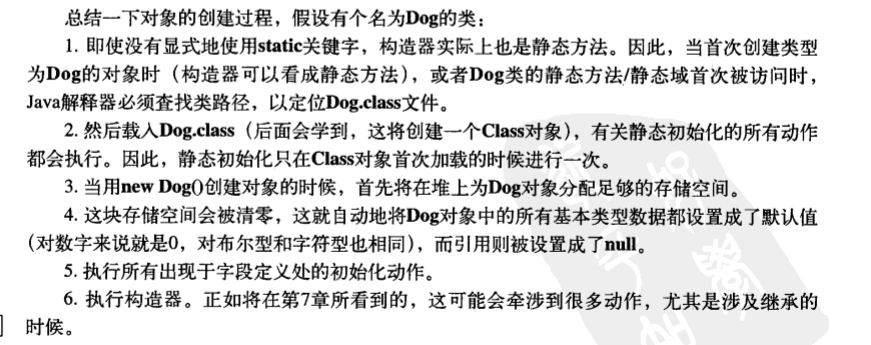 总结一下对象的创建过程，假设有个名为Dog的类：
1. 即使没有显式地使用static关键字，构造器实际上也是静态方法。因此，当首次创建类型
为Dog的对象时（构造器可以看成静态方法），或者Dog类的静态方法/静态域首次被访问时，
Java解释器必须查找类路径，以定位Dog.class文件。
2. 然后载入Dog.class（后面会学到，这将创建一个Class对象），有关静态初始化的所有动作
都会执行。因此，静态初始化只在Class对象首次加载的时候进行一次。
3. 当用new Dog()创建对象的时候，首先将在堆上为Dog对象分配足够的存储空间。
4. 这块存储空间会被清零，这就自动地将Dog对象中的所有基本类型数据都设置成了默认值
（对数字来说就是0，对布尔型和字符型也相同），而引用则被设置成了null。
5. 执行所有出现于字段定义处的初始化动作。
6. 执行构造器。正如将在第7章所看到的，这可能会牵涉到很多动作，尤其是涉及继承的
时候。